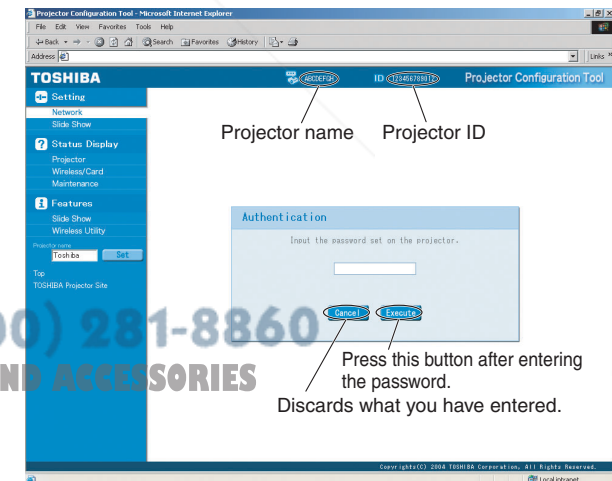 Projector Configuration Tool - Microsoft Internet Explorer
File Edit View Favorites Tools Help
Back Search Favorites History
Address Links
TOSHIBA ABCDEFGH ID 123456789012 Projector Configuration Tool
Setting
Network
Slide Show
Projector name Projector ID
? Status Display
Projector
Wireless/Card
Maintenance
Features
Slide Show
Wireless Utility
Projector name
Toshiba Set
Top
TOSHIBA Projector Site
Authentication
Input the password set on the projector.
Cancel Execute
0) 281-8860
Press this button after entering
the password.
ND ACCESSORIES
Discards what you have entered.
Copyrights(C) 2004 TOSHIBA Corporation, All Rights Reserved.
Local intranet